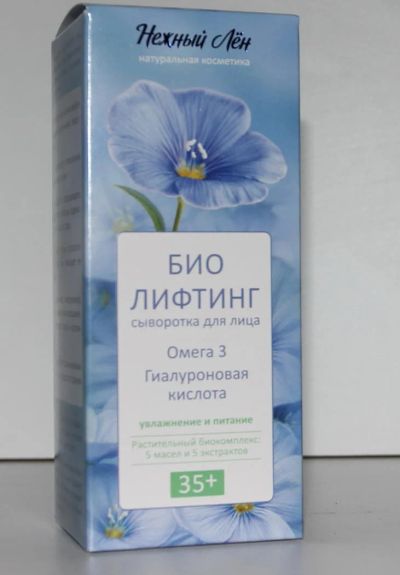 Нежный Лён
натуральная косметика
БИО
ЛИФТИНГ
сыворотка для лица
Омега 3
Гиалуроновая
кислота
увлажнение и питание
Растительный биокомплекс:
5 масел и 5 экстрактов
35+